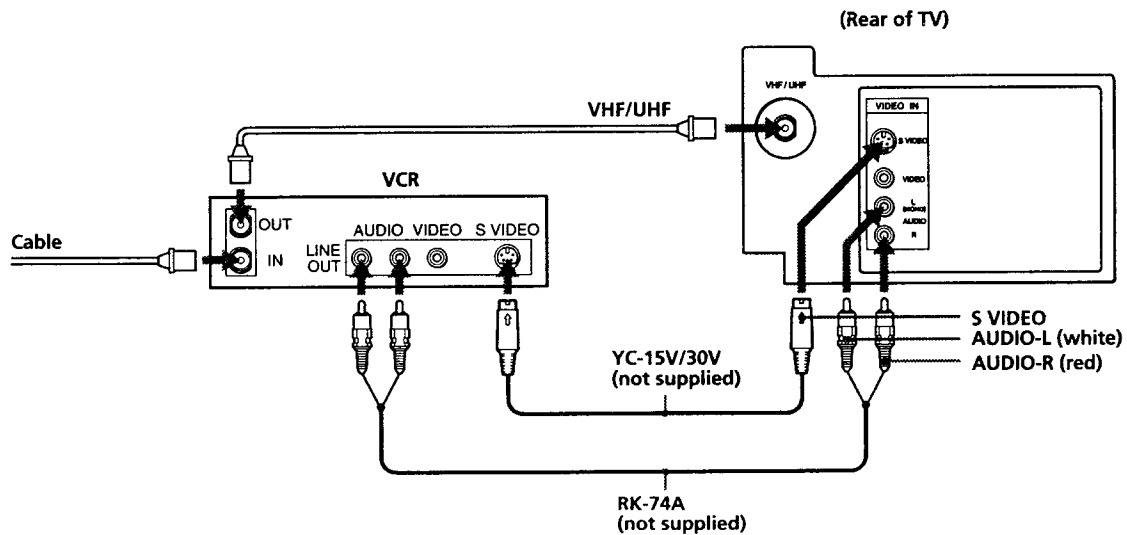 (Rear of TV)
VHF/UHF
VIDEO IN
S VIDEO
VIDEO
L
(MONO)
AUDIO
R
VHF/UHF
VCR
OUT
IN
AUDIO VIDEO S VIDEO
LINE
OUT
Cable
S VIDEO
AUDIO-L (white)
AUDIO-R (red)
YC-15V/30V
(not supplied)
RK-74A
(not supplied)